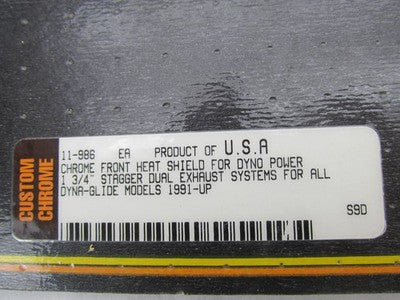 CUSTOM
CHROME
11-986 EA PRODUCT OF U.S.A
CHROME FRONT HEAT SHIELD FOR DYNO POWER
1 3/4" STAGGER DUAL EXHAUST SYSTEMS FOR ALL
DYNA-GLIDE MODELS 1991-UP
S9D